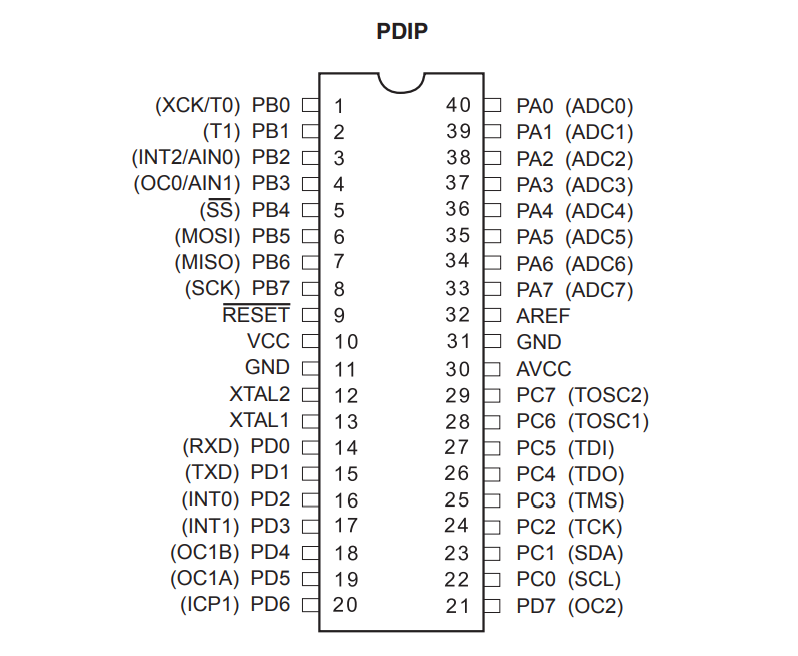 PDIP
(XCK/T0) PB0 1 40 PA0 (ADC0)
(T1) PB1 2 39 PA1 (ADC1)
(INT2/AIN0) PB2 3 38 PA2 (ADC2)
(OC0/AIN1) PB3 4 37 PA3 (ADC3)
(S̅S̅) PB4 5 36 PA4 (ADC4)
(MOSI) PB5 6 35 PA5 (ADC5)
(MISO) PB6 7 34 PA6 (ADC6)
(SCK) PB7 8 33 PA7 (ADC7)
R̅E̅S̅E̅T̅ 9 32 AREF
VCC 10 31 GND
GND 11 30 AVCC
XTAL2 12 29 PC7 (TOSC2)
XTAL1 13 28 PC6 (TOSC1)
(RXD) PD0 14 27 PC5 (TDI)
(TXD) PD1 15 26 PC4 (TDO)
(INT0) PD2 16 25 PC3 (TMS)
(INT1) PD3 17 24 PC2 (TCK)
(OC1B) PD4 18 23 PC1 (SDA)
(OC1A) PD5 19 22 PC0 (SCL)
(ICP1) PD6 20 21 PD7 (OC2)